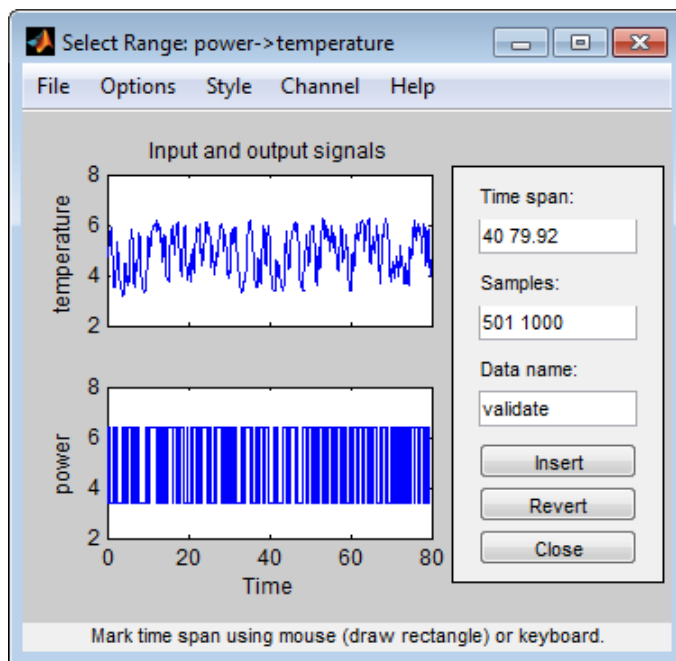 Select Range: power->temperature
File Options Style Channel Help
Input and output signals
temperature
8
6
4
2
power
8
6
4
2
0 20 40 60 80
Time
Time span:
40 79.92
Samples:
501 1000
Data name:
validate
Insert
Revert
Close
Mark time span using mouse (draw rectangle) or keyboard.